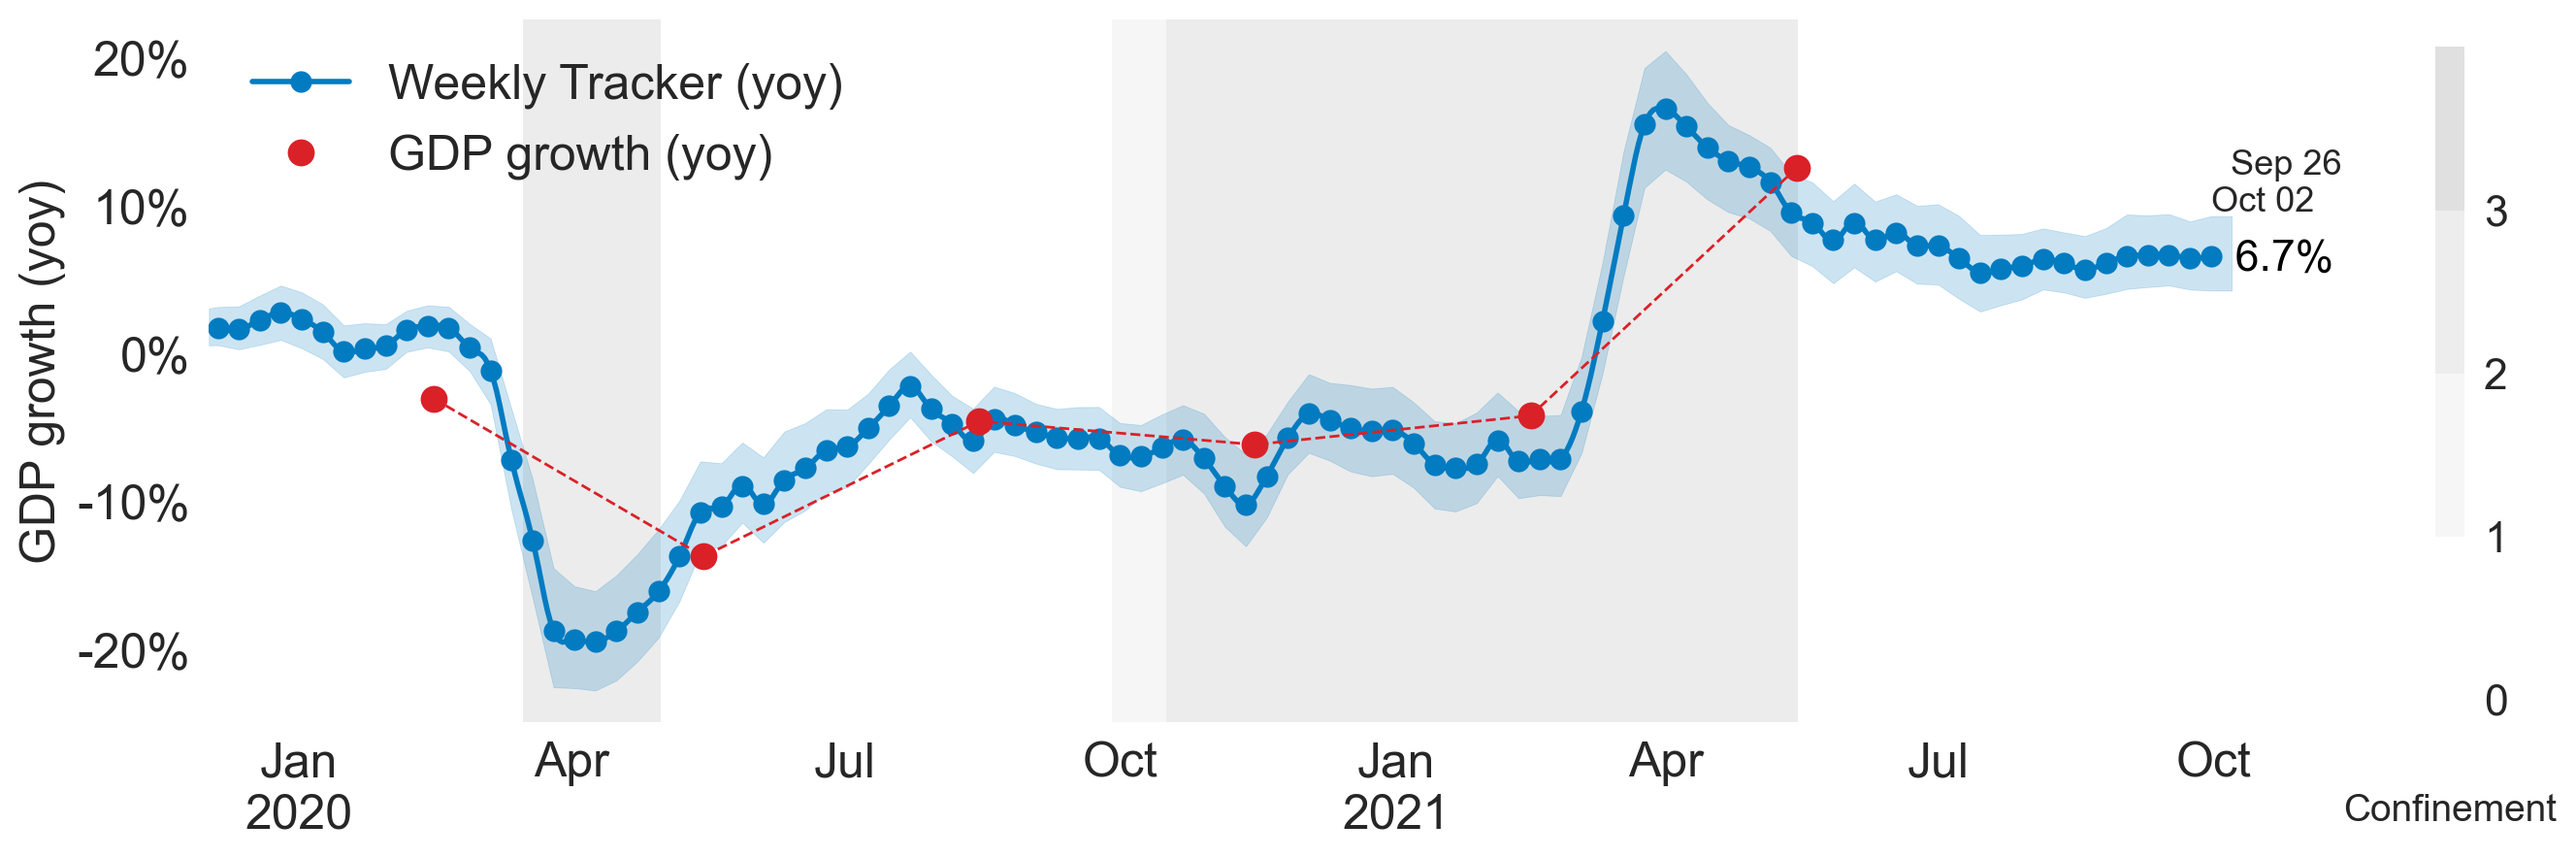 Weekly Tracker (yoy)
GDP growth (yoy)
GDP growth (yoy)
20%
10%
0%
-10%
-20%
Sep 26
Oct 02
6.7%
3
2
1
0
Jan Apr Jul Oct Jan Apr Jul Oct
2020 2021
Confinement